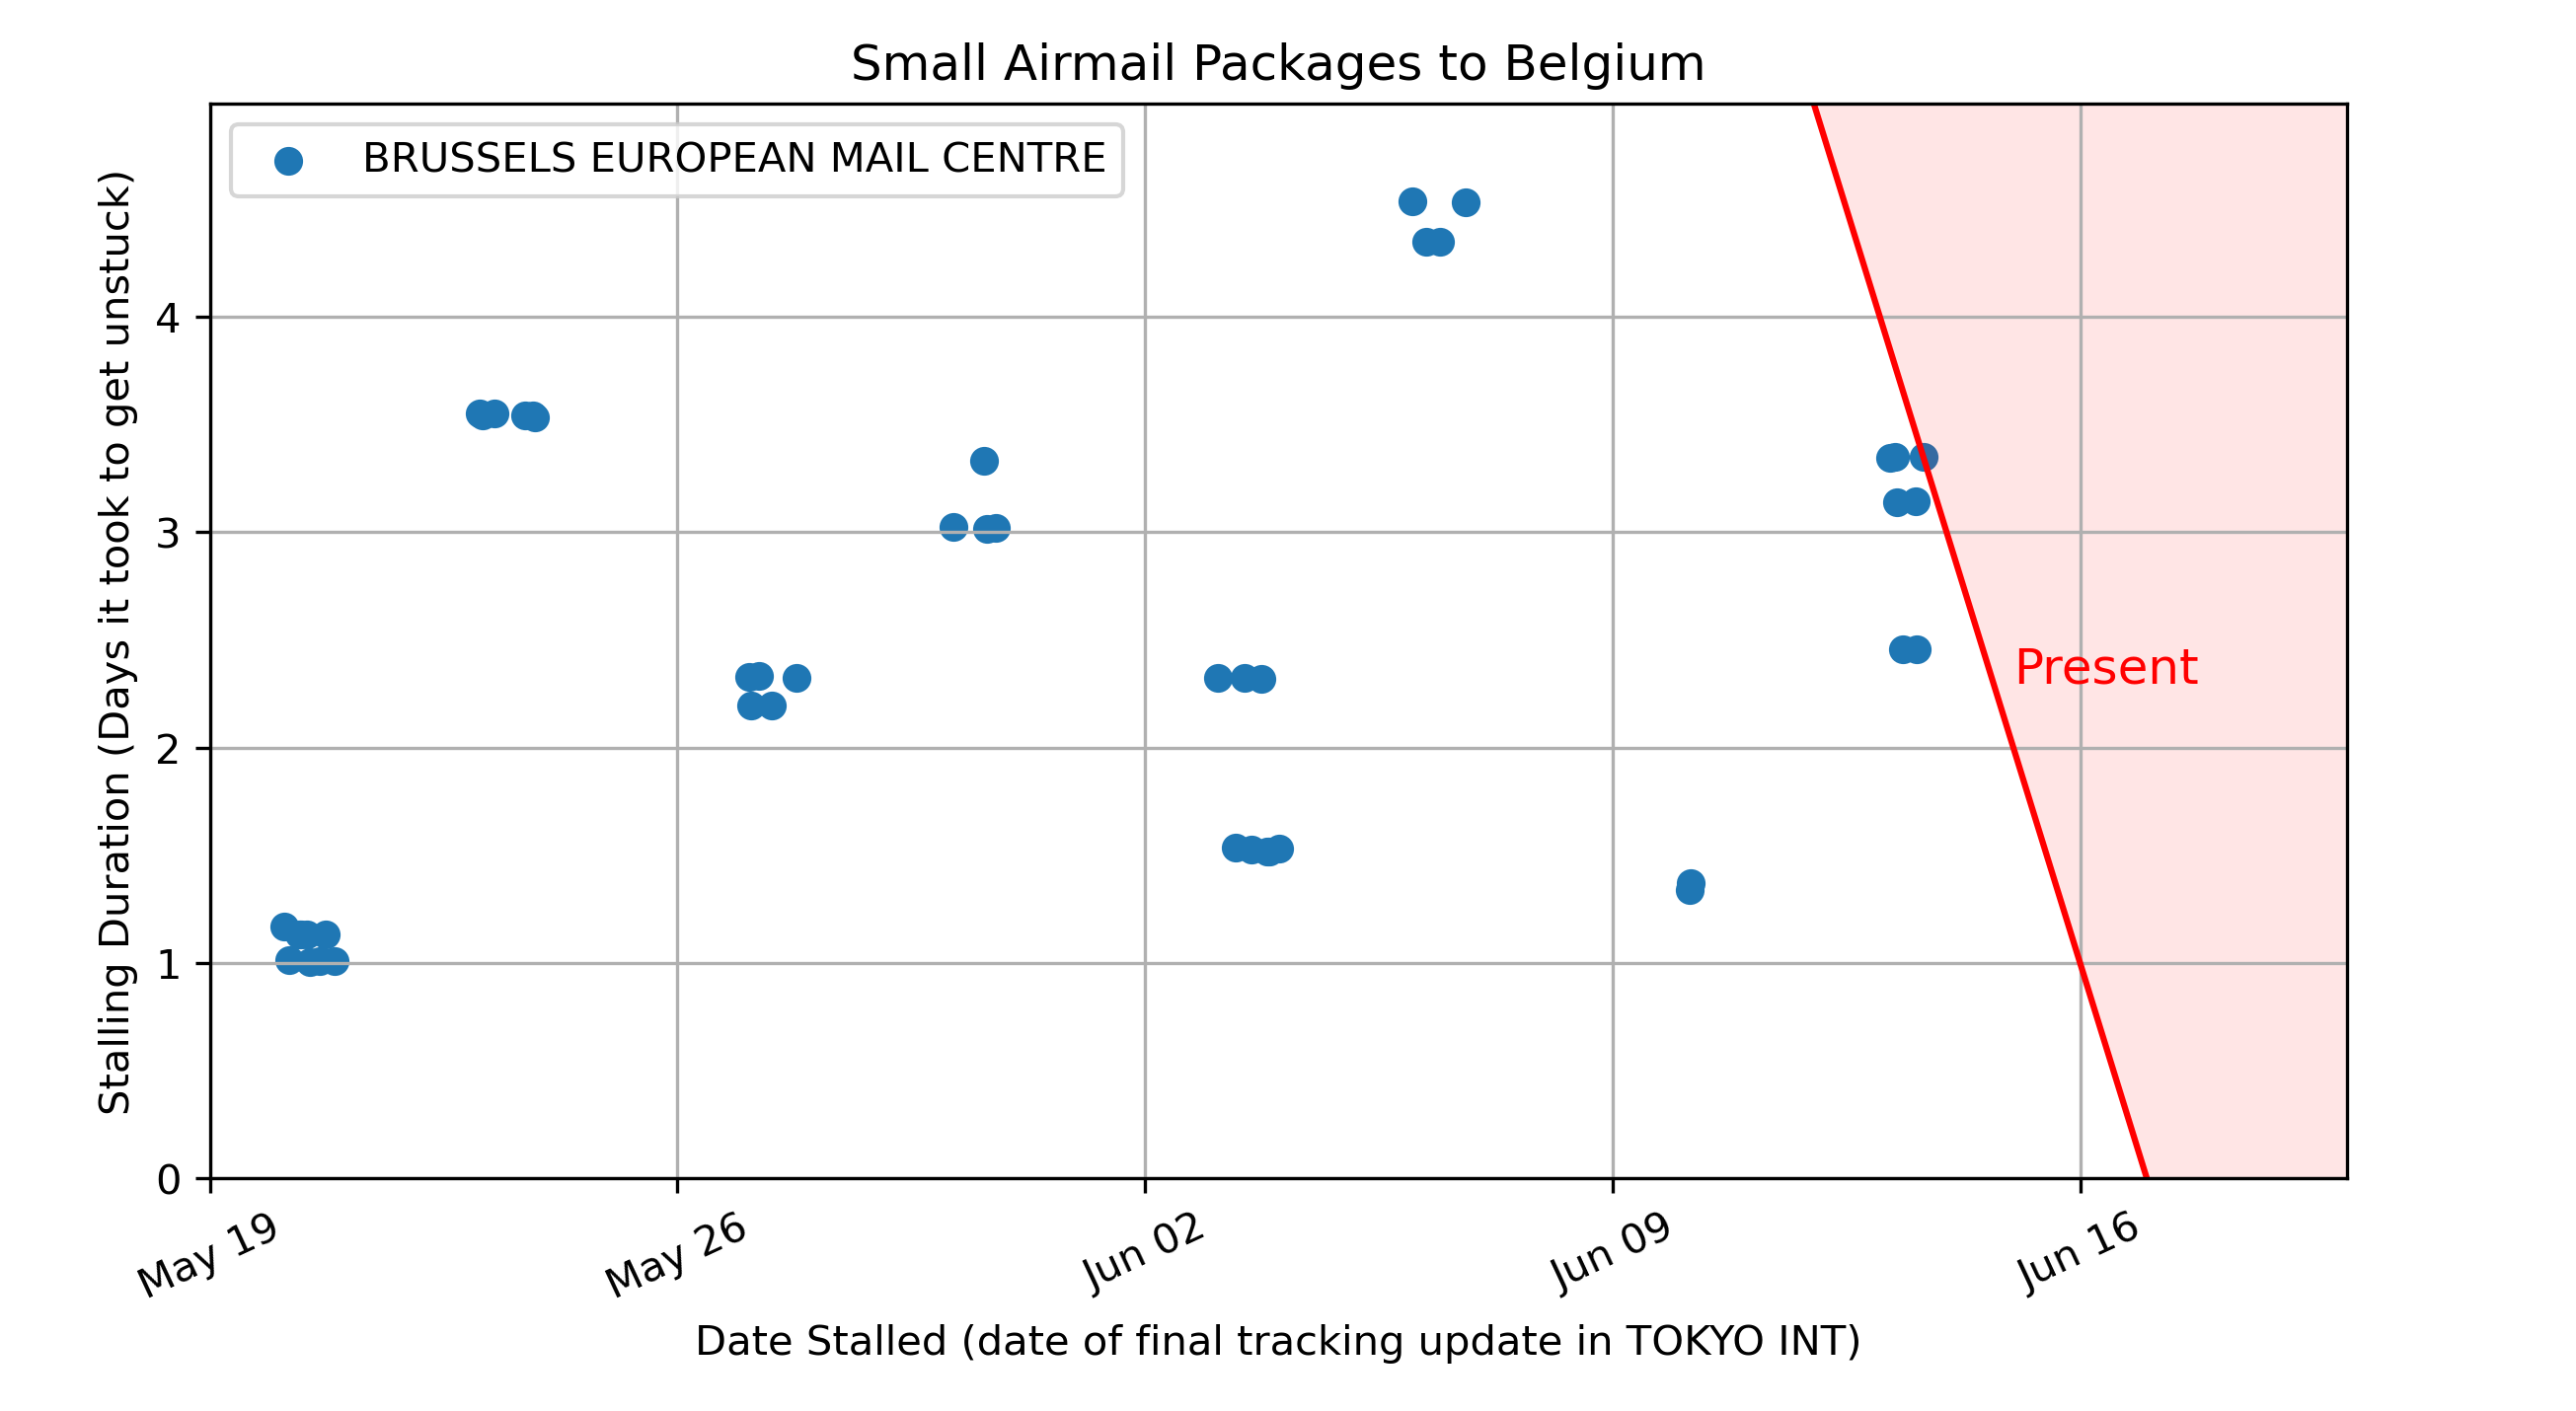 Small Airmail Packages to Belgium
BRUSSELS EUROPEAN MAIL CENTRE
Stalling Duration (Days it took to get unstuck)
4
3
2
1
0
Present
May 19
May 26
Jun 02
Jun 09
Jun 16
Date Stalled (date of final tracking update in TOKYO INT)